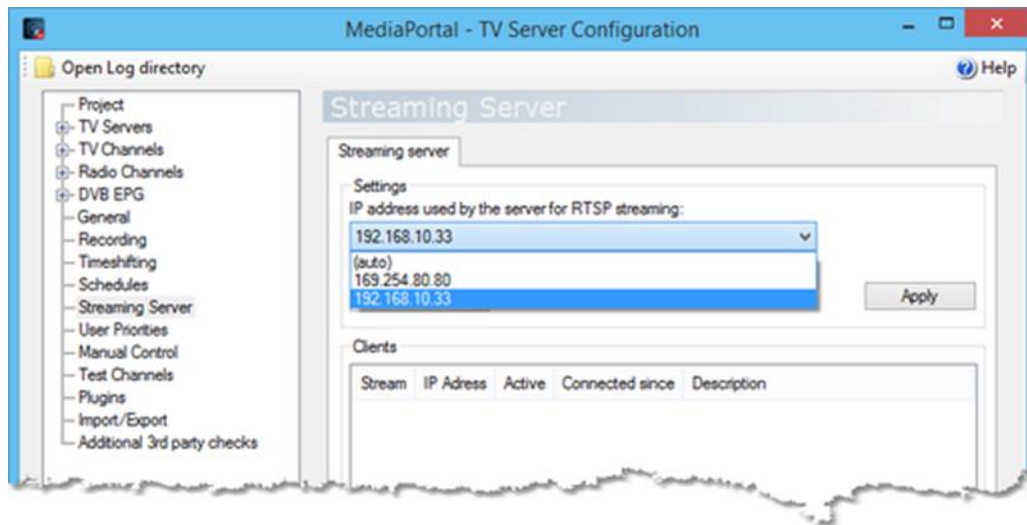 MediaPortal - TV Server Configuration
Open Log directory
Help
Project
TV Servers
TV Channels
Radio Channels
DVB EPG
General
Recording
Timeshifting
Schedules
Streaming Server
User Priorities
Manual Control
Test Channels
Plugins
Import/Export
Additional 3rd party checks
Streaming Server
Streaming server
Settings
IP address used by the server for RTSP streaming:
192.168.10.33
(auto)
169.254.80.80
192.168.10.33
Apply
Clients
Stream IP Adress Active Connected since Description